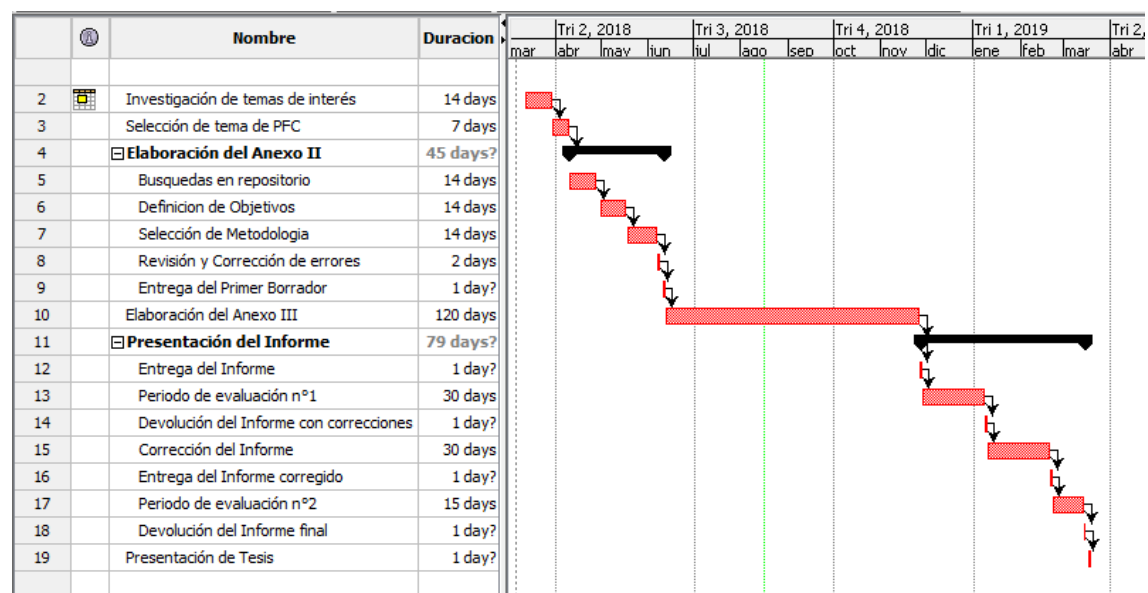 Nombre Duracion
Tri 2, 2018 Tri 3, 2018 Tri 4, 2018 Tri 1, 2019 Tri 2,
mar abr may jun jul ago sep oct nov dic ene feb mar abr
2 Investigación de temas de interés 14 days
3 Selección de tema de PFC 7 days
4 Elaboración del Anexo II 45 days?
5 Busquedas en repositorio 14 days
6 Definicion de Objetivos 14 days
7 Selección de Metodologia 14 days
8 Revisión y Corrección de errores 2 days
9 Entrega del Primer Borrador 1 day?
10 Elaboración del Anexo III 120 days
11 Presentación del Informe 79 days?
12 Entrega del Informe 1 day?
13 Periodo de evaluación nº1 30 days
14 Devolución del Informe con correcciones 1 day?
15 Corrección del Informe 30 days
16 Entrega del Informe corregido 1 day?
17 Periodo de evaluación nº2 15 days
18 Devolución del Informe final 1 day?
19 Presentación de Tesis 1 day?